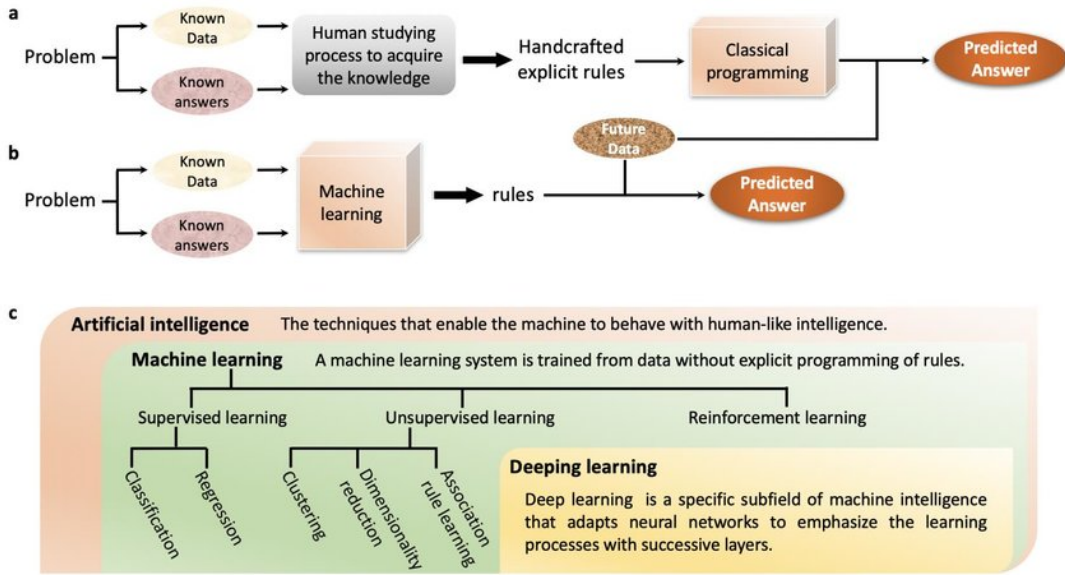 a
Problem
Known
Data
Known
answers
Human studying
process to acquire
the knowledge
Handcrafted
explicit rules
Classical
programming
Predicted
Answer
Future
Data
b
Problem
Known
Data
Known
answers
Machine
learning
rules
Predicted
Answer
c
Artificial intelligence The techniques that enable the machine to behave with human-like intelligence.
Machine learning A machine learning system is trained from data without explicit programming of rules.
Supervised learning Unsupervised learning Reinforcement learning
Classification
Regression
Clustering
Dimensionality
reduction
Association
rule learning
Deeping learning
Deep learning is a specific subfield of machine intelligence
that adapts neural networks to emphasize the learning
processes with successive layers.